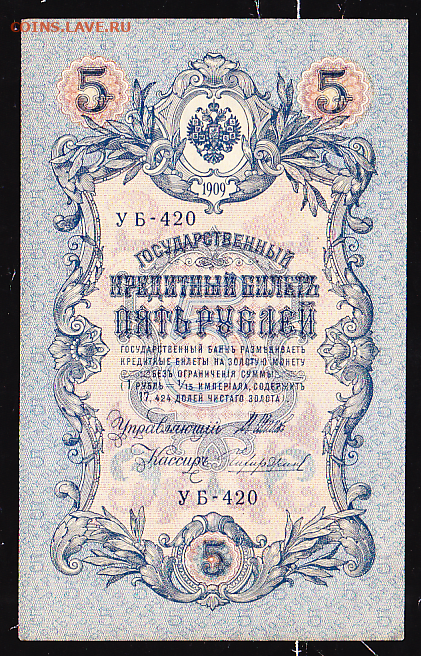 COINS.LAVE.RU
5 5
1909
УБ-420
ГОСУДАРСТВЕННЫЙ
КРЕДИТНЫЙ БИЛЕТЪ
ПЯТЬ РУБЛЕЙ
ГОСУДАРСТВЕННЫЙ БАНКЪ РАЗМѢНИВАЕТЪ
КРЕДИТНЫЕ БИЛЕТЫ НА ЗОЛОТУЮ МОНЕТУ
БЕЗЪ ОГРАНИЧЕНІЯ СУММЫ
(1 РУБЛЬ = 1/15 ИМПЕРІАЛА, СОДЕРЖИТЪ
17,424 ДОЛЕЙ ЧИСТАГО ЗОЛОТА).
Управляющій
Кассиръ
УБ-420
5